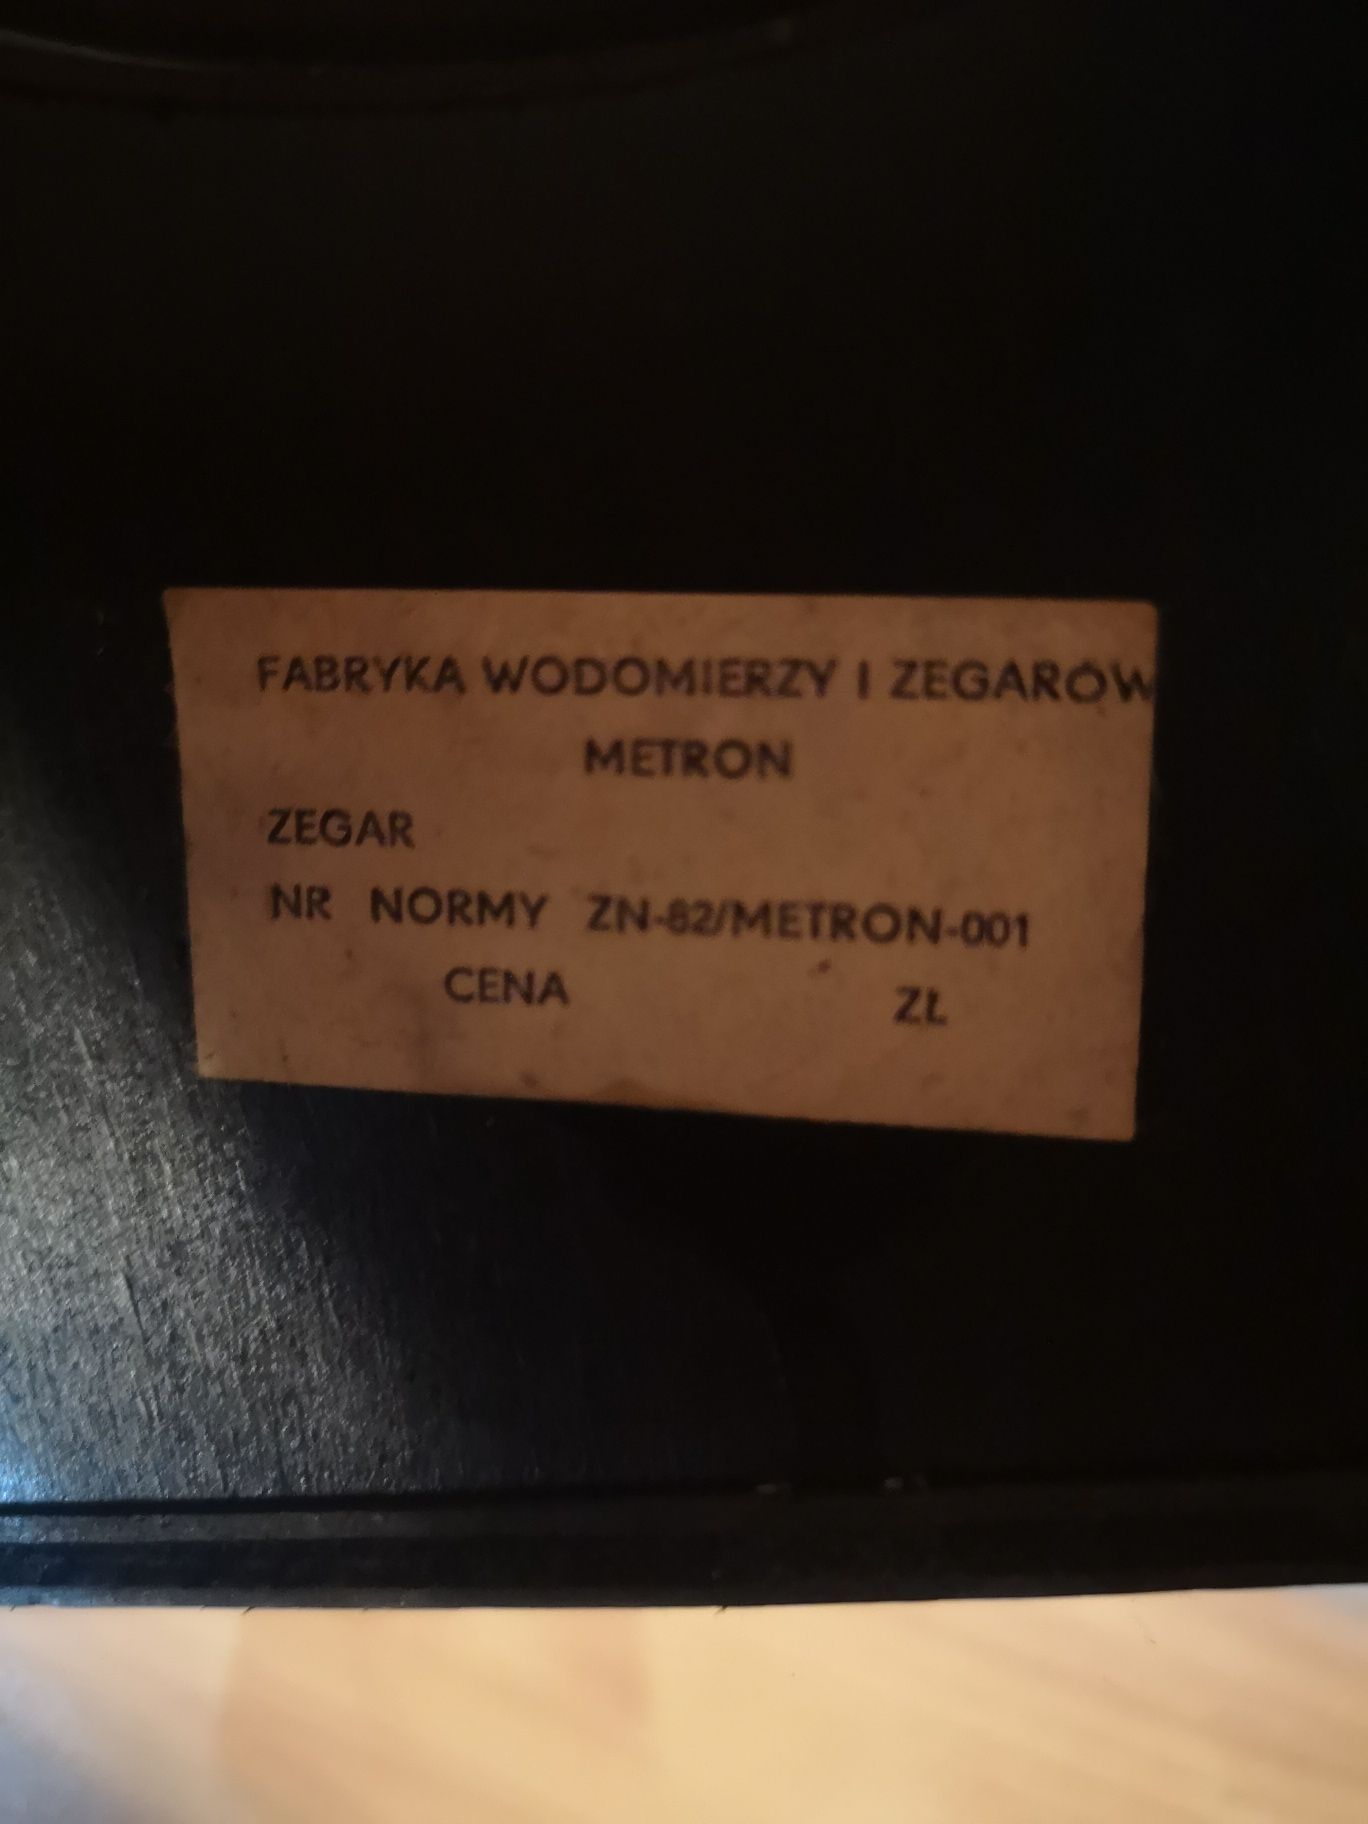 FABRYKA WODOMIERZY I ZEGARÓW
METRON
ZEGAR
NR NORMY ZN-82/METRON-001
CENA ZŁ